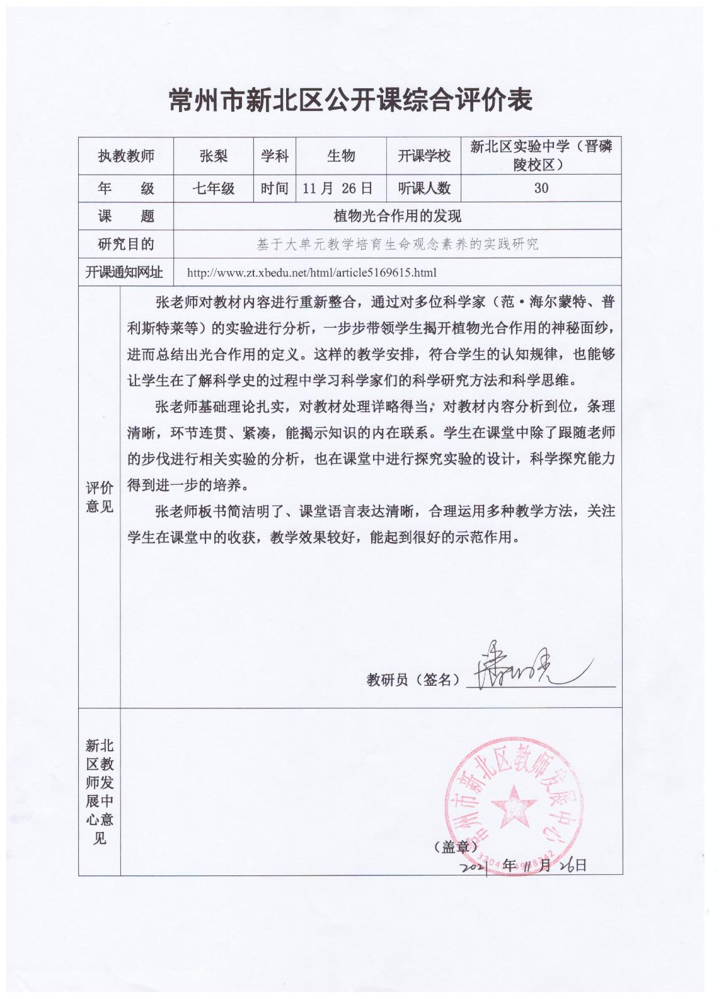 常州市新北区公开课综合评价表
执教教师 张梨 学科 生物 开课学校 新北区实验中学（晋磷
陵校区）
年 级 七年级 时间 11月 26日 听课人数 30
课 题 植物光合作用的发现
研究目的 基于大单元教学培育生命观念素养的实践研究
开课通知网址 http://www.zt.xbedu.net/html/article5169615.html
张老师对教材内容进行重新整合，通过对多位科学家（范·海尔蒙特、普
利斯特莱等）的实验进行分析，一步步带领学生揭开植物光合作用的神秘面纱，
进而总结出光合作用的定义。这样的教学安排，符合学生的认知规律，也能够
让学生在了解科学史的过程中学习科学家们的科学研究方法和科学思维。
张老师基础理论扎实，对教材处理详略得当；对教材内容分析到位，条理
清晰，环节连贯、紧凑，能揭示知识的内在联系。学生在课堂中除了跟随老师
的步伐进行相关实验的分析，也在课堂中进行探究实验的设计，科学探究能力
得到进一步的培养。
评价
意见
张老师板书简洁明了、课堂语言表达清晰，合理运用多种教学方法，关注
学生在课堂中的收获，教学效果较好，能起到很好的示范作用。
教研员（签名）
新北
区教
师发
展中
心意
见
常州市新北区教师发展中心
（盖章）
2021 年 11 月 26日